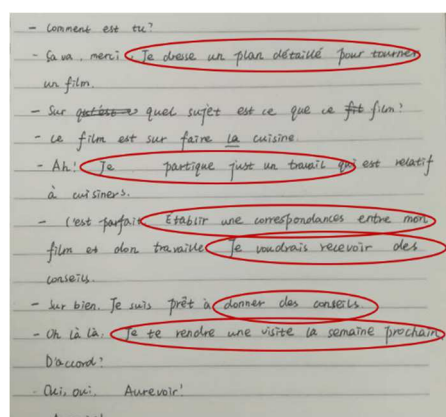 - Comment est tu?
- Ça va, merci. Je dresse un plan détaillé pour tourner
un film.
- Sur quel sujet est ce que ce film?
- Le film est sur faire la cuisine.
- Ah! Je partique just un travail qui est relatif
à cuisiners.
- C'est parfait. Etablir une correspondances entre mon
film et don travaille. Je voudrais recevoir des
conseils.
- Sur bien. Je suis prêt à donner des conseils.
- Oh là là. Je te rendre une visite la semaine prochain
D'accord?
- Oui, oui. Aurevoir!